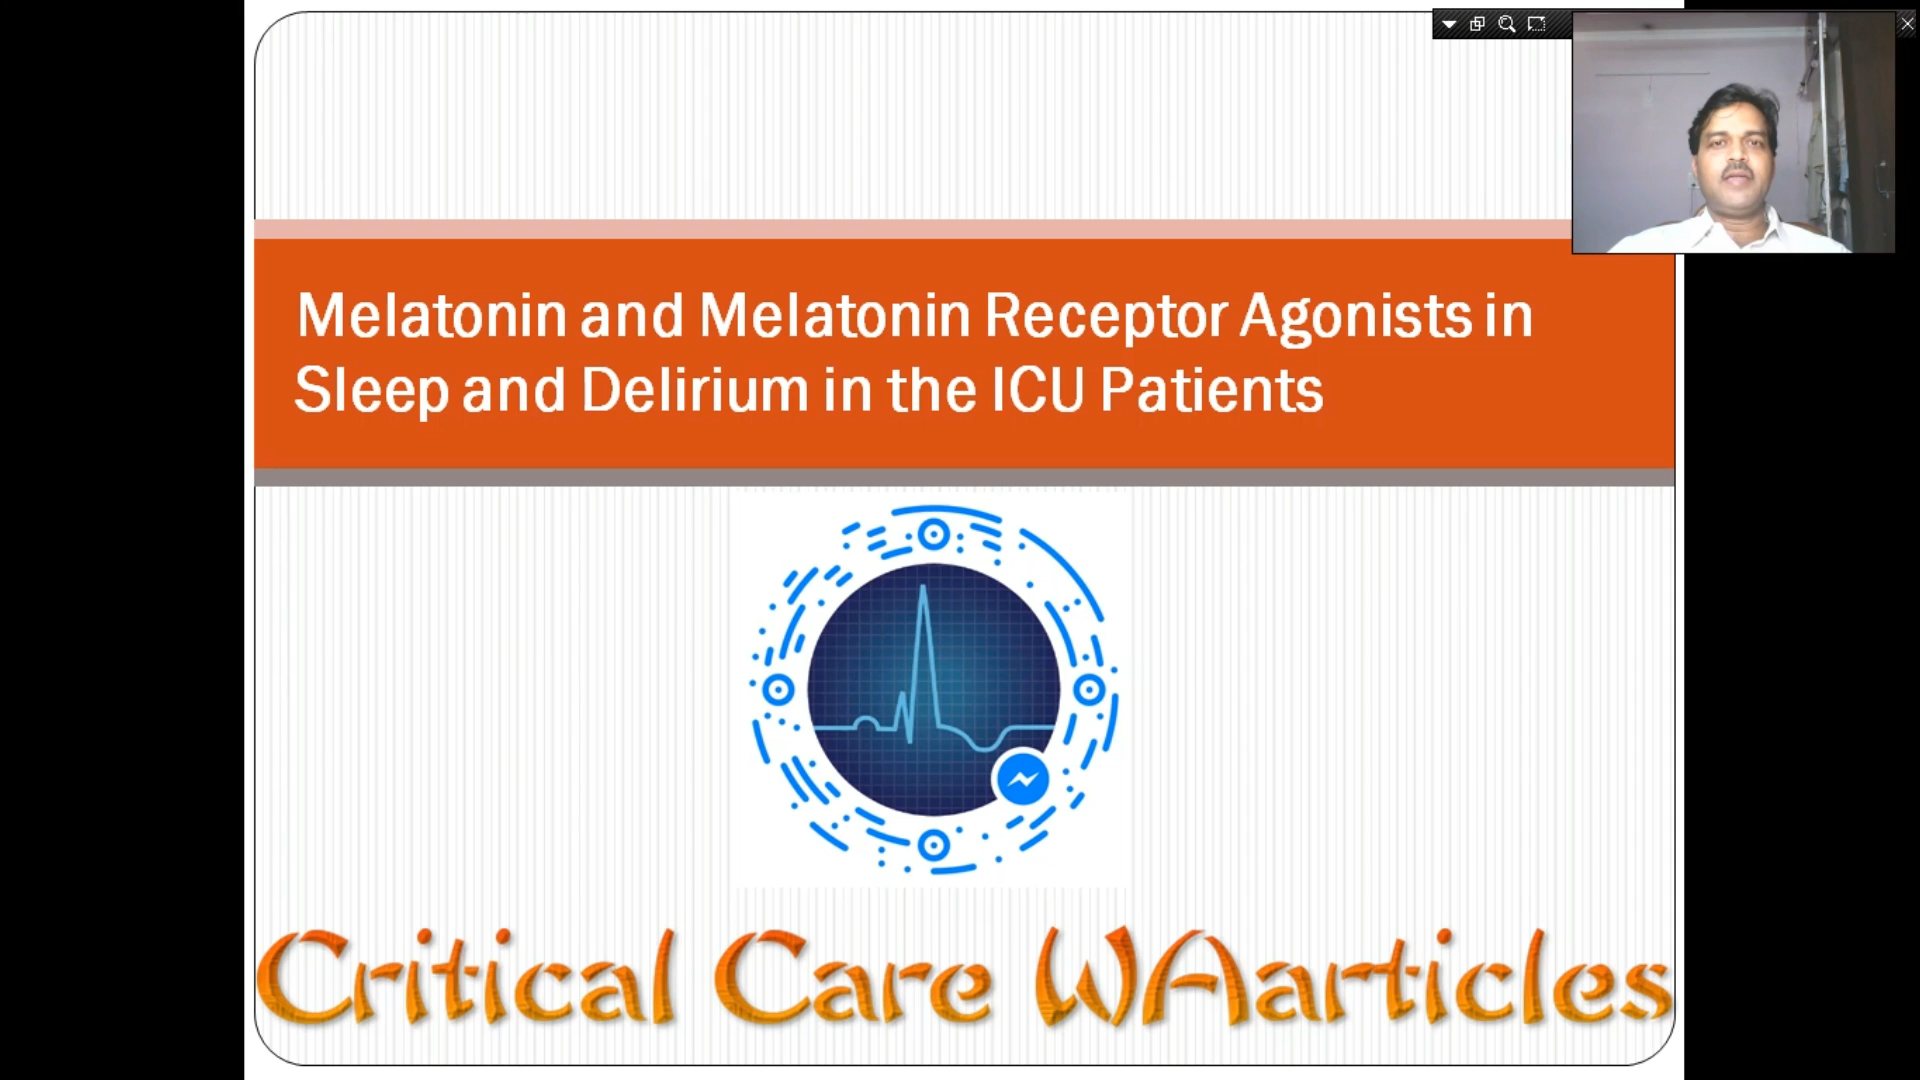 Melatonin and Melatonin Receptor Agonists in
Sleep and Delirium in the ICU Patients
Critical Care WAarticles